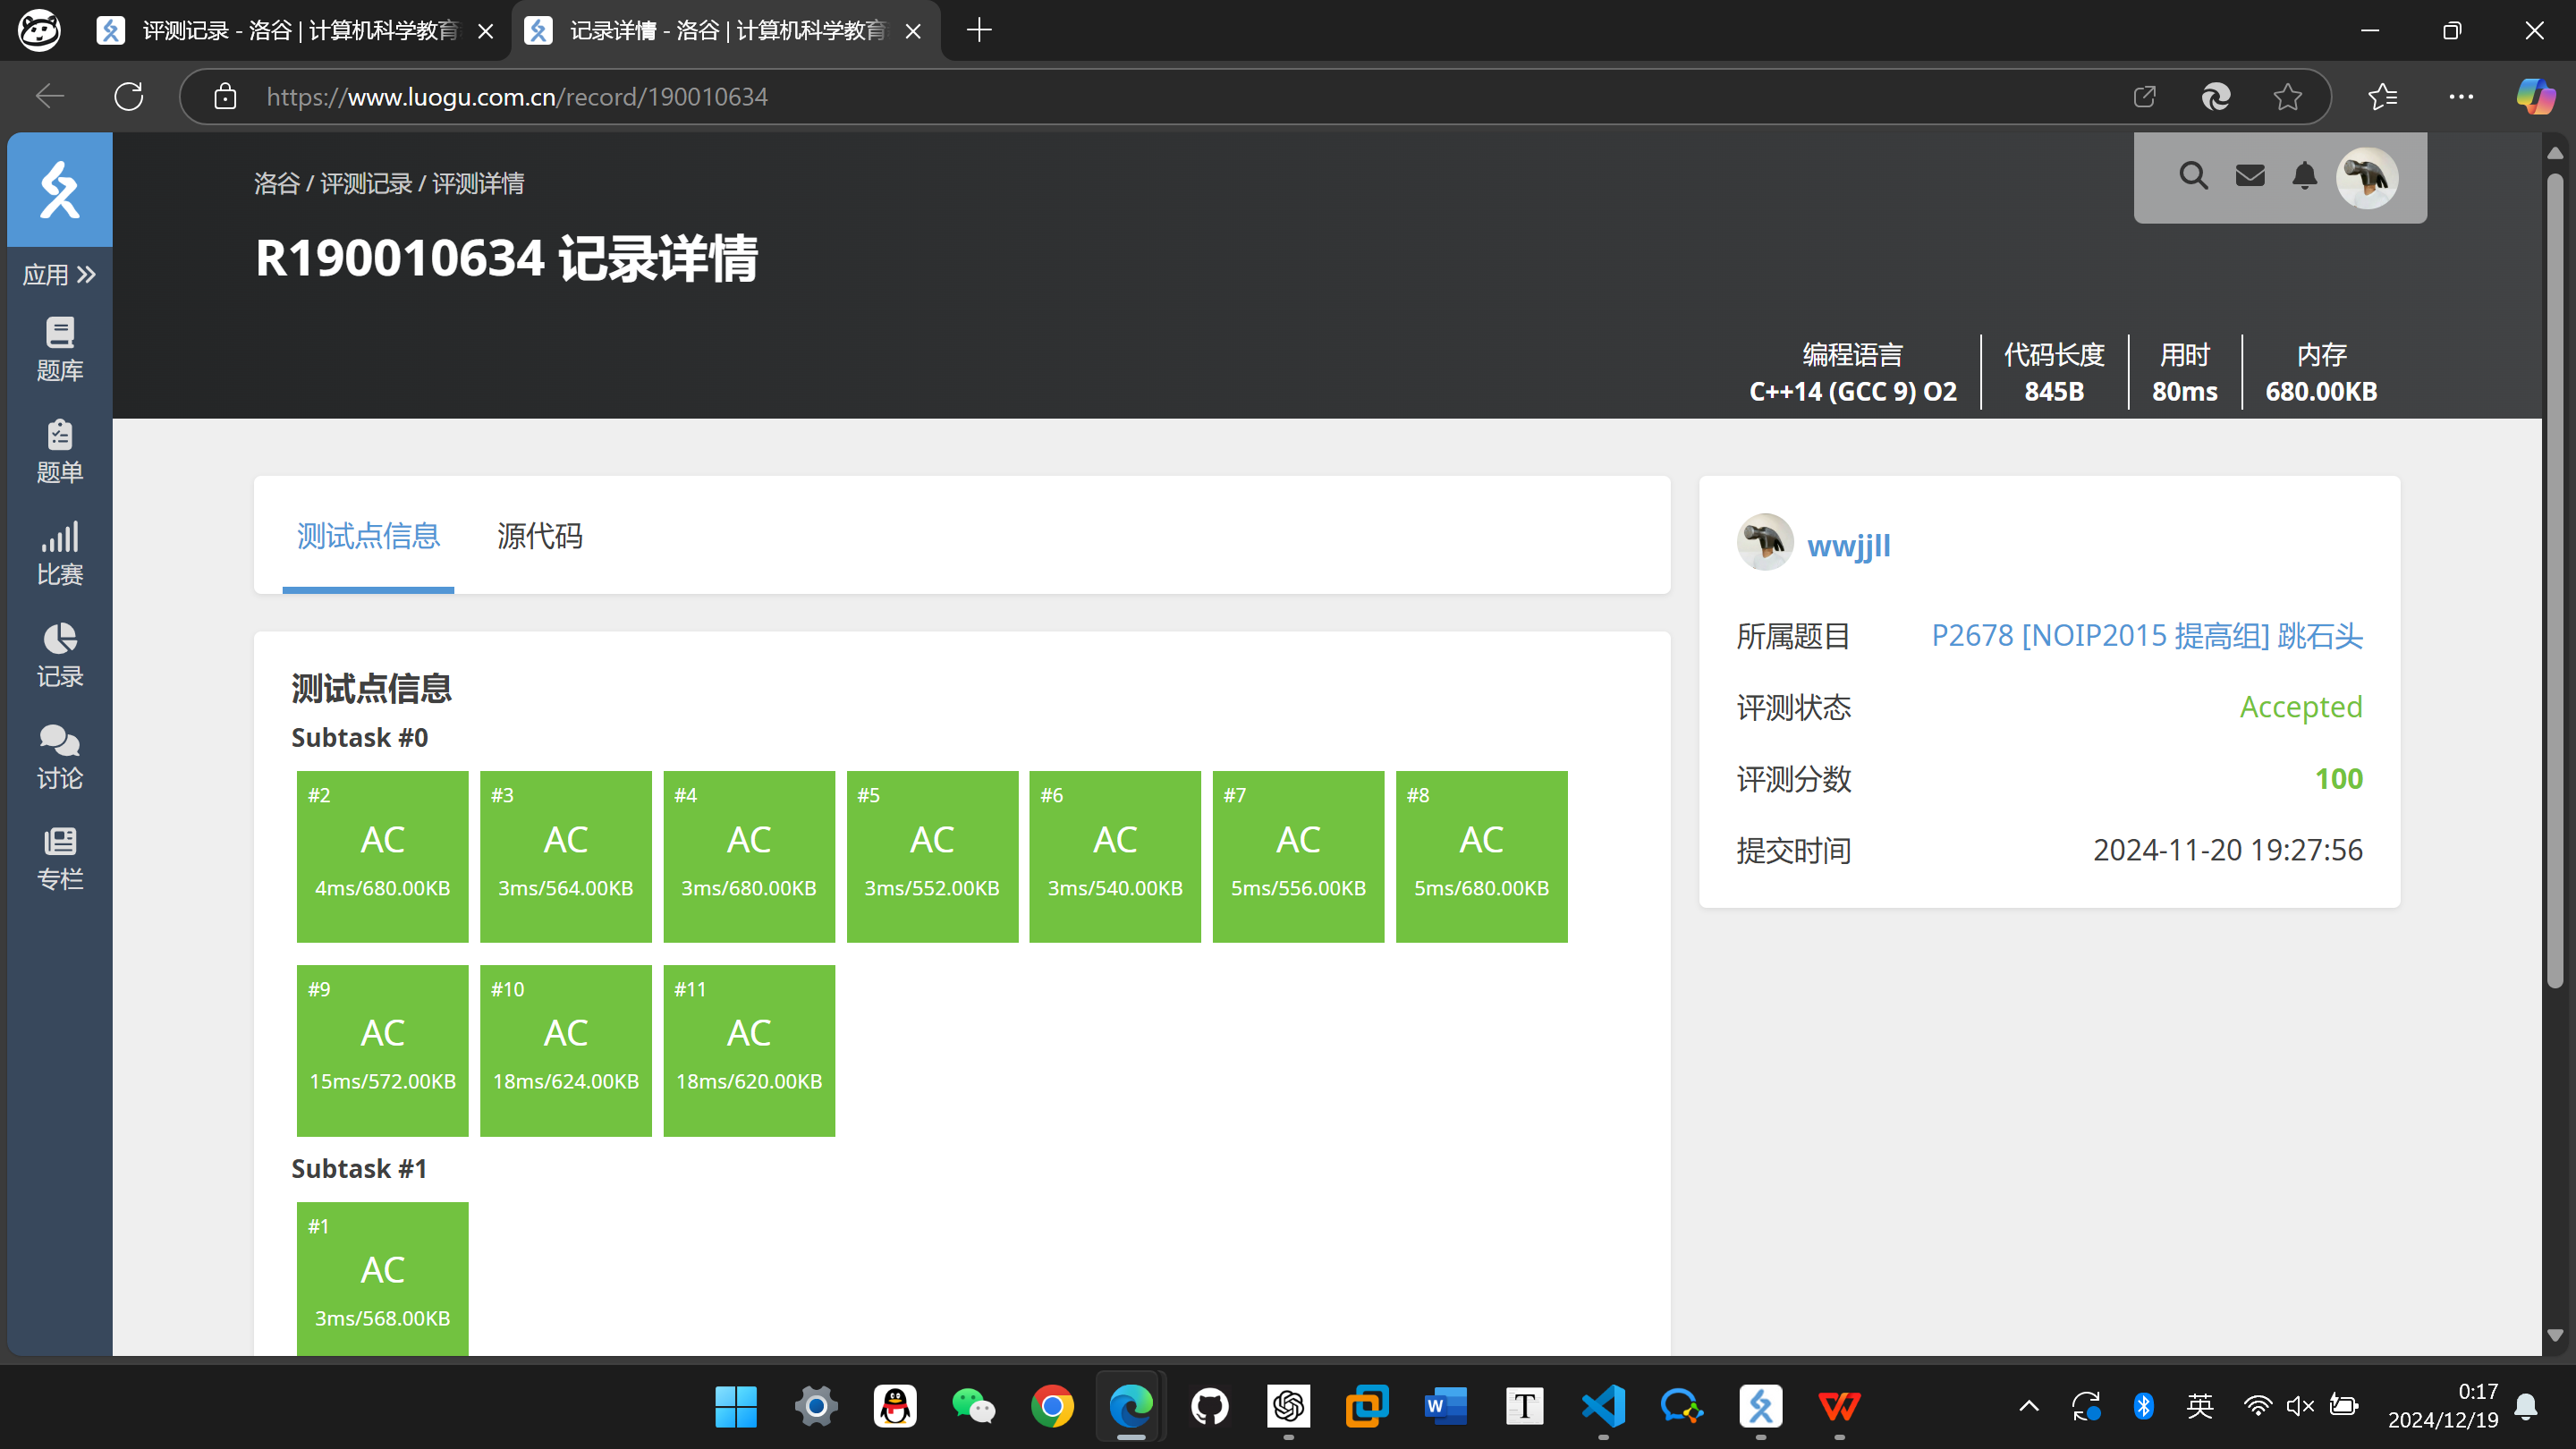 评测记录 - 洛谷 | 计算机科学教育
记录详情 - 洛谷 | 计算机科学教育
https://www.luogu.com.cn/record/190010634
洛谷 / 评测记录 / 评测详情
R190010634 记录详情
应用
题库
题单
比赛
记录
讨论
专栏
编程语言
C++14 (GCC 9) O2
代码长度
845B
用时
80ms
内存
680.00KB
测试点信息
源代码
测试点信息
Subtask #0
#2
AC
4ms/680.00KB
#3
AC
3ms/564.00KB
#4
AC
3ms/680.00KB
#5
AC
3ms/552.00KB
#6
AC
3ms/540.00KB
#7
AC
5ms/556.00KB
#8
AC
5ms/680.00KB
#9
AC
15ms/572.00KB
#10
AC
18ms/624.00KB
#11
AC
18ms/620.00KB
Subtask #1
#1
AC
3ms/568.00KB
wwjjll
所属题目 P2678 [NOIP2015 提高组] 跳石头
评测状态 Accepted
评测分数 100
提交时间 2024-11-20 19:27:56
W
T
英
0:17
2024/12/19